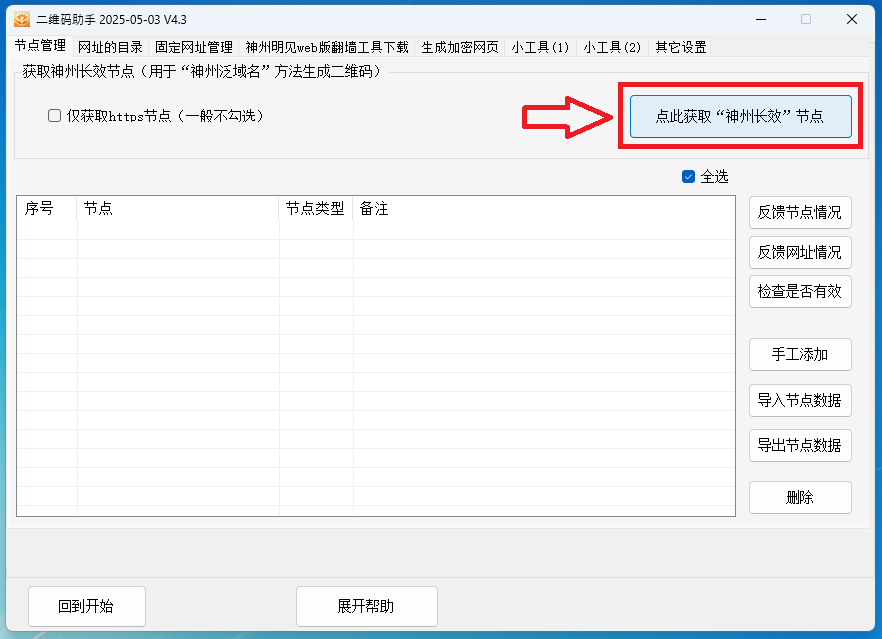 二维码助手 2025-05-03 V4.3
节点管理 网址的目录 固定网址管理 神州明见web版翻墙工具下载 生成加密网页 小工具(1) 小工具(2) 其它设置
获取神州长效节点（用于“神州泛域名”方法生成二维码）
仅获取https节点（一般不勾选）
点此获取“神州长效”节点
全选
序号 节点 节点类型 备注
反馈节点情况
反馈网址情况
检查是否有效
手工添加
导入节点数据
导出节点数据
删除
回到开始 展开帮助